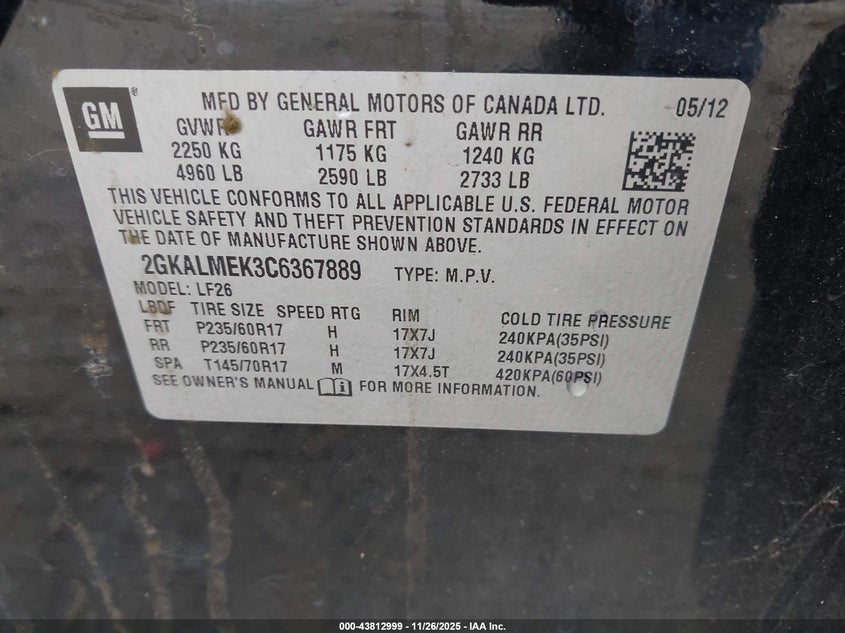 GM ®
MFD BY GENERAL MOTORS OF CANADA LTD. 05/12
GVWR GAWR FRT GAWR RR
2250 KG 1175 KG 1240 KG
4960 LB 2590 LB 2733 LB
THIS VEHICLE CONFORMS TO ALL APPLICABLE U.S. FEDERAL MOTOR
VEHICLE SAFETY AND THEFT PREVENTION STANDARDS IN EFFECT ON
THE DATE OF MANUFACTURE SHOWN ABOVE.
2GKALMEK3C6367889 TYPE: M.P.V.
MODEL: LF26
LBDF TIRE SIZE SPEED RTG RIM COLD TIRE PRESSURE
FRT P235/60R17 H 17X7J 240KPA(35PSI)
RR P235/60R17 H 17X7J 240KPA(35PSI)
SPA T145/70R17 M 17X4.5T 420KPA(60PSI)
SEE OWNER'S MANUAL FOR MORE INFORMATION.
000-43812999 - 11/26/2025 - IAA Inc.